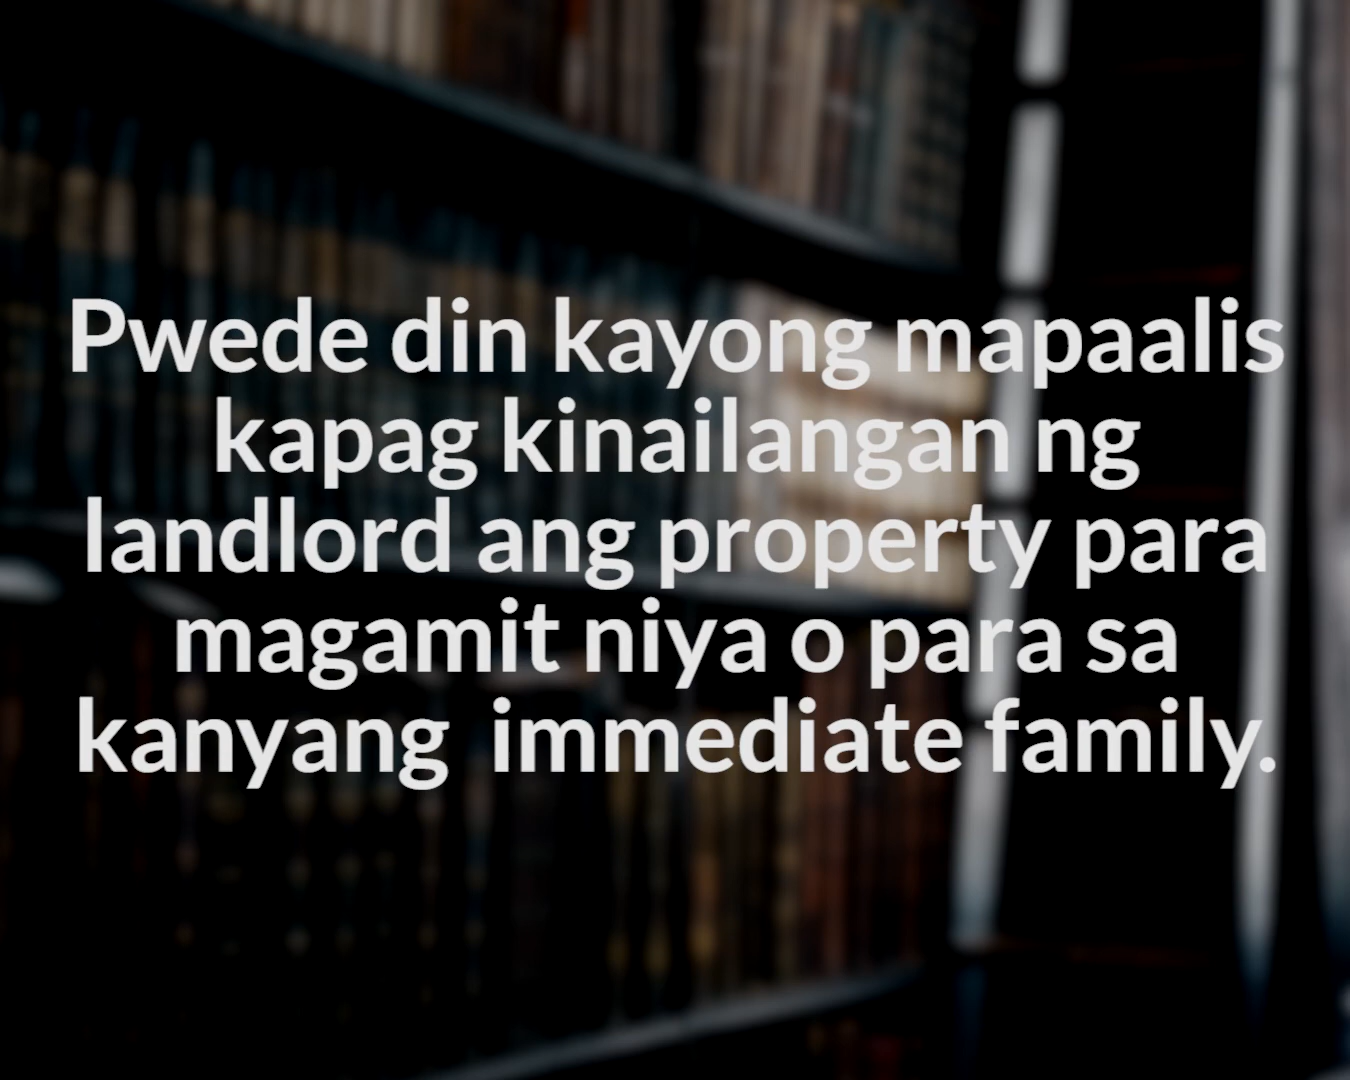 Pwede din kayong mapaalis
kapag kinailangan ng
landlord ang property para
magamit niya o para sa
kanyang  immediate family.